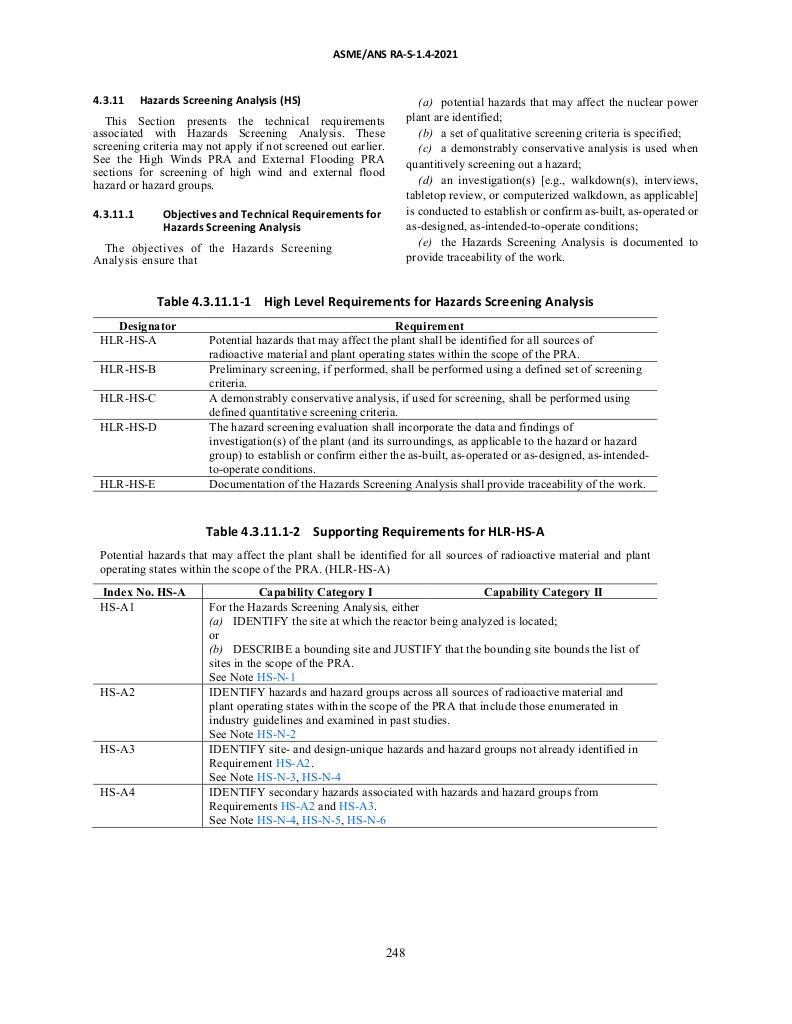 ASME/ANS RA-S-1.4-2021
4.3.11 Hazards Screening Analysis (HS)
This Section presents the technical requirements
associated with Hazards Screening Analysis. These
screening criteria may not apply if not screened out earlier.
See the High Winds PRA and External Flooding PRA
sections for screening of high wind and external flood
hazard or hazard groups.
4.3.11.1 Objectives and Technical Requirements for
Hazards Screening Analysis
The objectives of the Hazards Screening
Analysis ensure that
(a) potential hazards that may affect the nuclear power
plant are identified;
(b) a set of qualitative screening criteria is specified;
(c) a demonstrably conservative analysis is used when
quantitively screening out a hazard;
(d) an investigation(s) [e.g., walkdown(s), interviews,
tabletop review, or computerized walkdown, as applicable]
is conducted to establish or confirm as-built, as-operated or
as-designed, as-intended-to-operate conditions;
(e) the Hazards Screening Analysis is documented to
provide traceability of the work.
Table 4.3.11.1-1 High Level Requirements for Hazards Screening Analysis
Designator Requirement
HLR-HS-A Potential hazards that may affect the plant shall be identified for all sources of
radioactive material and plant operating states within the scope of the PRA.
HLR-HS-B Preliminary screening, if performed, shall be performed using a defined set of screening
criteria.
HLR-HS-C A demonstrably conservative analysis, if used for screening, shall be performed using
defined quantitative screening criteria.
HLR-HS-D The hazard screening evaluation shall incorporate the data and findings of
investigation(s) of the plant (and its surroundings, as applicable to the hazard or hazard
group) to establish or confirm either the as-built, as-operated or as-designed, as-intended-
to-operate conditions.
HLR-HS-E Documentation of the Hazards Screening Analysis shall provide traceability of the work.
Table 4.3.11.1-2 Supporting Requirements for HLR-HS-A
Potential hazards that may affect the plant shall be identified for all sources of radioactive material and plant
operating states within the scope of the PRA. (HLR-HS-A)
Index No. HS-A Capability Category I Capability Category II
HS-A1 For the Hazards Screening Analysis, either
(a) IDENTIFY the site at which the reactor being analyzed is located;
or
(b) DESCRIBE a bounding site and JUSTIFY that the bounding site bounds the list of
sites in the scope of the PRA.
See Note HS-N-1
HS-A2 IDENTIFY hazards and hazard groups across all sources of radioactive material and
plant operating states within the scope of the PRA that include those enumerated in
industry guidelines and examined in past studies.
See Note HS-N-2
HS-A3 IDENTIFY site- and design-unique hazards and hazard groups not already identified in
Requirement HS-A2.
See Note HS-N-3, HS-N-4
HS-A4 IDENTIFY secondary hazards associated with hazards and hazard groups from
Requirements HS-A2 and HS-A3.
See Note HS-N-4, HS-N-5, HS-N-6
248